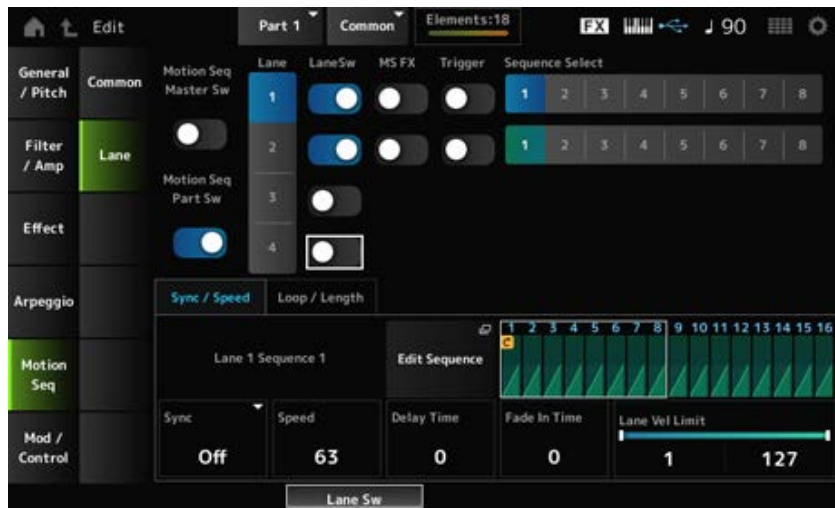 Edit
Part 1
Common
Elements:18
FX
♩ 90
General / Pitch
Filter / Amp
Effect
Arpeggio
Motion Seq
Mod / Control
Common
Lane
Motion Seq Master Sw
Motion Seq Part Sw
Lane LaneSw MS FX Trigger Sequence Select
1 1 2 3 4 5 6 7 8
2 1 2 3 4 5 6 7 8
3
4
Sync / Speed Loop / Length
Lane 1 Sequence 1
Edit Sequence
1 2 3 4 5 6 7 8 9 10 11 12 13 14 15 16
C
Sync Speed Delay Time Fade In Time Lane Vel Limit
Off 63 0 0 1 127
Lane Sw